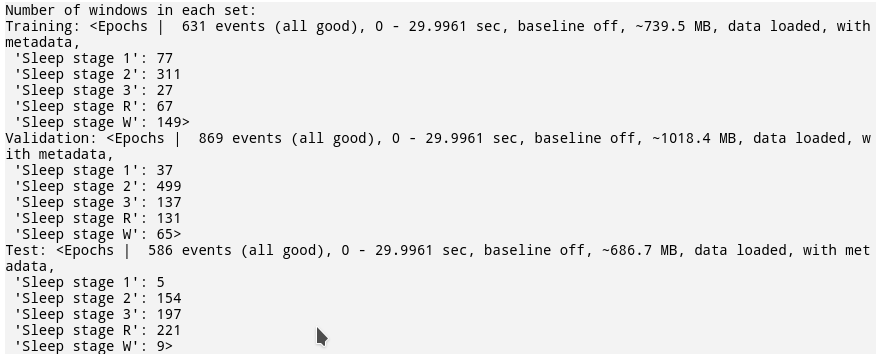 Number of windows in each set:
Training: <Epochs |  631 events (all good), 0 - 29.9961 sec, baseline off, ~739.5 MB, data loaded, with
metadata,
 'Sleep stage 1': 77
 'Sleep stage 2': 311
 'Sleep stage 3': 27
 'Sleep stage R': 67
 'Sleep stage W': 149>
Validation: <Epochs |  869 events (all good), 0 - 29.9961 sec, baseline off, ~1018.4 MB, data loaded, w
ith metadata,
 'Sleep stage 1': 37
 'Sleep stage 2': 499
 'Sleep stage 3': 137
 'Sleep stage R': 131
 'Sleep stage W': 65>
Test: <Epochs |  586 events (all good), 0 - 29.9961 sec, baseline off, ~686.7 MB, data loaded, with met
adata,
 'Sleep stage 1': 5
 'Sleep stage 2': 154
 'Sleep stage 3': 197
 'Sleep stage R': 221
 'Sleep stage W': 9>